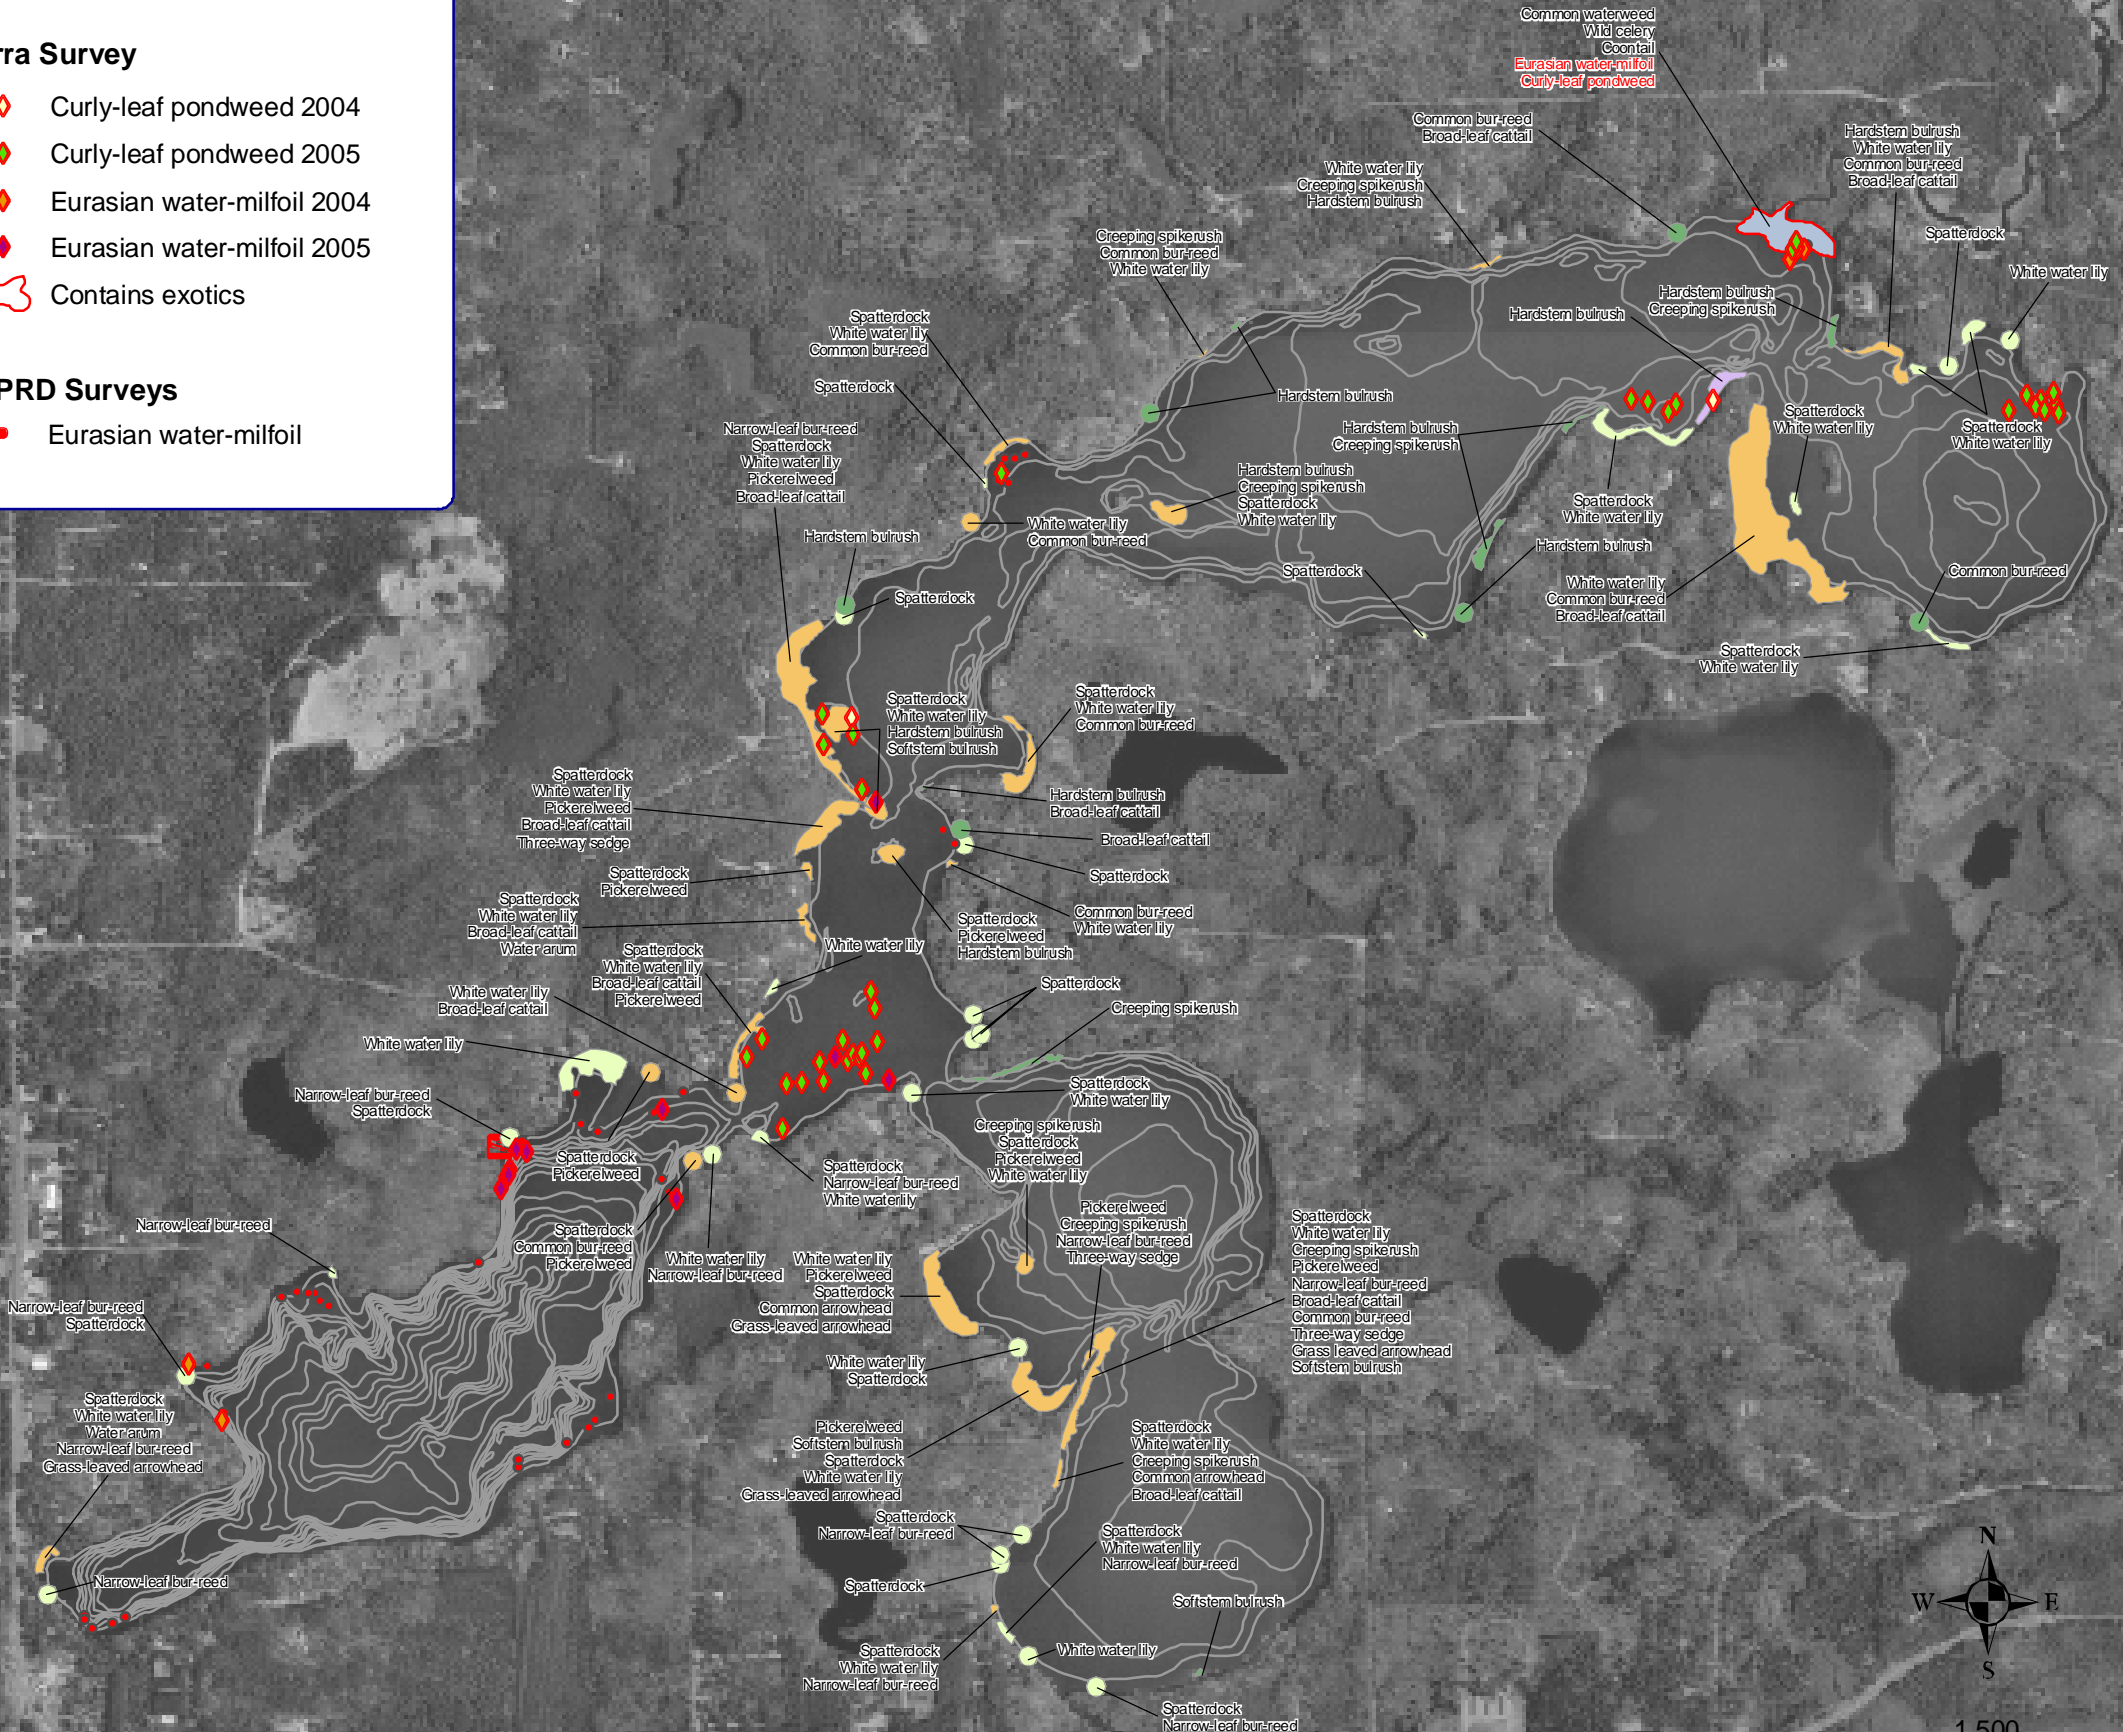 rra Survey
Curly-leaf pondweed 2004
Curly-leaf pondweed 2005
Eurasian water-milfoil 2004
Eurasian water-milfoil 2005
Contains exotics
PRD Surveys
Eurasian water-milfoil
Common waterweed
Wild celery
Coontail
Eurasian water-milfoil
Curly-leaf pondweed
Common bur-reed
Broad-leaf cattail
Hardstem bulrush
White water lily
Common bur-reed
Broad-leaf cattail
White water lily
Creeping spikerush
Hardstem bulrush
Spatterdock
White water lily
Creeping spikerush
Common bur-reed
White water lily
Hardstem bulrush
Creeping spikerush
Hardstem bulrush
Spatterdock
White water lily
Common bur-reed
Spatterdock
Hardstem bulrush
Narrow-leaf bur-reed
Spatterdock
White water lily
Pickerelweed
Broad-leaf cattail
Hardstem bulrush
Creeping spikerush
Spatterdock
White water lily
Spatterdock
White water lily
Hardstem bulrush
Creeping spikerush
Spatterdock
White water lily
Spatterdock
White water lily
White water lily
Common bur-reed
Hardstem bulrush
Hardstem bulrush
Spatterdock
Common bur-reed
White water lily
Common bur-reed
Broad-leaf cattail
Spatterdock
Spatterdock
White water lily
Spatterdock
White water lily
Hardstem bulrush
Softstem bulrush
Spatterdock
White water lily
Common bur-reed
Spatterdock
White water lily
Pickerelweed
Broad-leaf cattail
Three-way sedge
Hardstem bulrush
Broad-leaf cattail
Broad-leaf cattail
Spatterdock
Spatterdock
Pickerelweed
Spatterdock
White water lily
Broad-leaf cattail
Water arum
Common bur-reed
White water lily
Spatterdock
Pickerelweed
Hardstem bulrush
White water lily
Spatterdock
White water lily
Broad-leaf cattail
Pickerelweed
White water lily
Broad-leaf cattail
Spatterdock
Creeping spikerush
White water lily
Narrow-leaf bur-reed
Spatterdock
Spatterdock
White water lily
Creeping spikerush
Spatterdock
Pickerelweed
White water lily
Spatterdock
Pickerelweed
Spatterdock
Narrow-leaf bur-reed
White waterlily
Narrow-leaf bur-reed
Spatterdock
Common bur-reed
Pickerelweed
White water lily
Narrow-leaf bur-reed
Pickerelweed
Creeping spikerush
Narrow-leaf bur-reed
Three-way sedge
Spatterdock
White water lily
Creeping spikerush
Pickerelweed
Narrow-leaf bur-reed
Broad-leaf cattail
Common bur-reed
Three-way sedge
Grass leaved arrowhead
Softstem bulrush
White water lily
Pickerelweed
Spatterdock
Common arrowhead
Grass-leaved arrowhead
Narrow-leaf bur-reed
Spatterdock
White water lily
Spatterdock
Spatterdock
White water lily
Water arum
Narrow-leaf bur-reed
Grass-leaved arrowhead
Pickerelweed
Softstem bulrush
Spatterdock
White water lily
Grass-leaved arrowhead
Spatterdock
White water lily
Creeping spikerush
Common arrowhead
Broad-leaf cattail
Spatterdock
Narrow-leaf bur-reed
Spatterdock
White water lily
Narrow-leaf bur-reed
Narrow-leaf bur-reed
Spatterdock
Softstem bulrush
Spatterdock
White water lily
Narrow-leaf bur-reed
White water lily
Spatterdock
Narrow-leaf bur-reed
N
W E
S
1,500